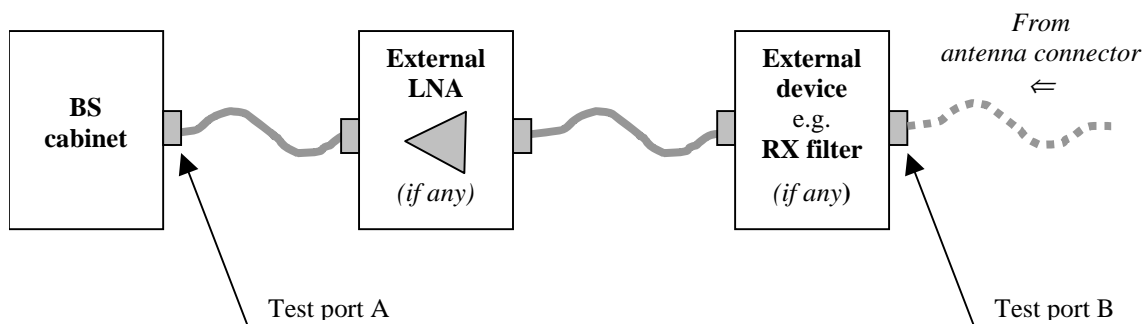 BS
cabinet
External
LNA
(if any)
External
device
e.g.
RX filter
(if any)
From
antenna connector
⇐
Test port A
Test port B